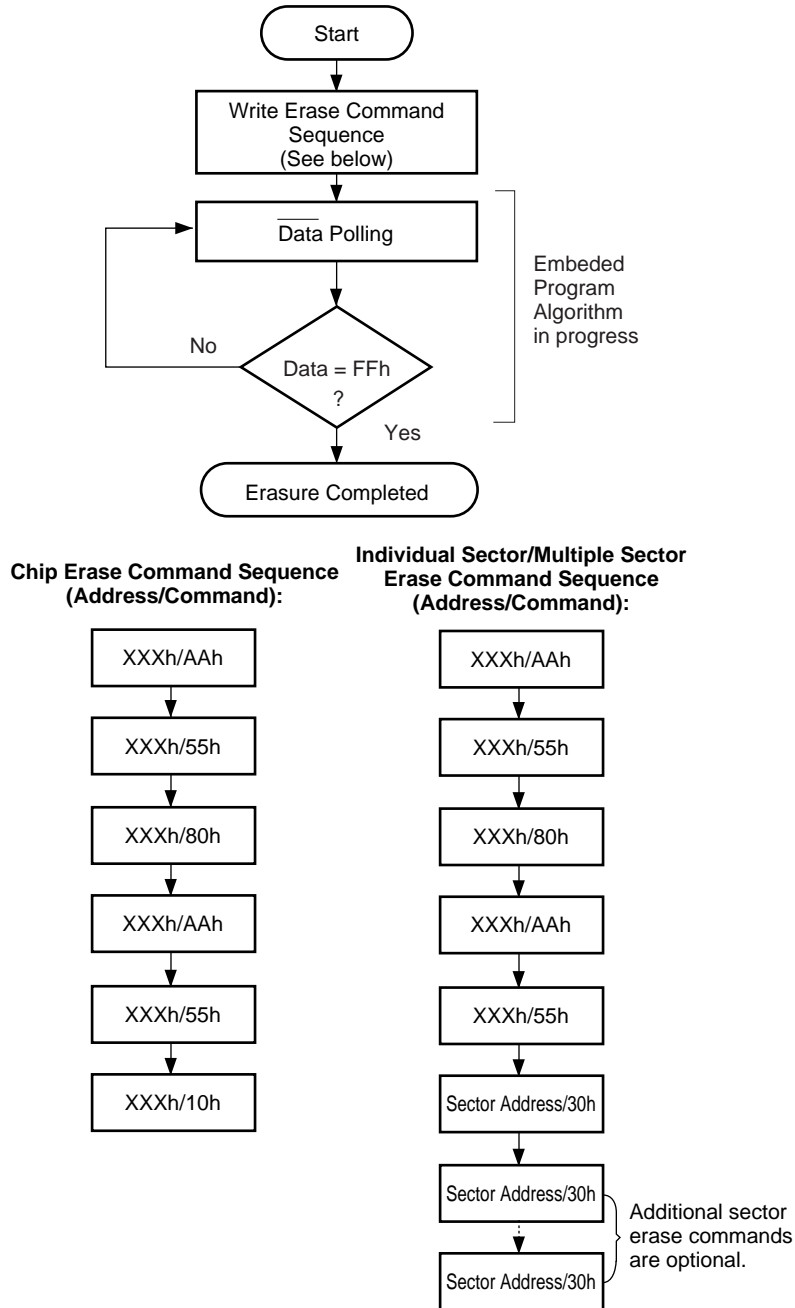 Start
Write Erase Command
Sequence
(See below)
Data Polling
Embeded
Program
Algorithm
in progress
No
Data = FFh
?
Yes
Erasure Completed
Chip Erase Command Sequence
(Address/Command):
XXXh/AAh
XXXh/55h
XXXh/80h
XXXh/AAh
XXXh/55h
XXXh/10h
Individual Sector/Multiple Sector
Erase Command Sequence
(Address/Command):
XXXh/AAh
XXXh/55h
XXXh/80h
XXXh/AAh
XXXh/55h
Sector Address/30h
Sector Address/30h
Sector Address/30h
Additional sector
erase commands
are optional.